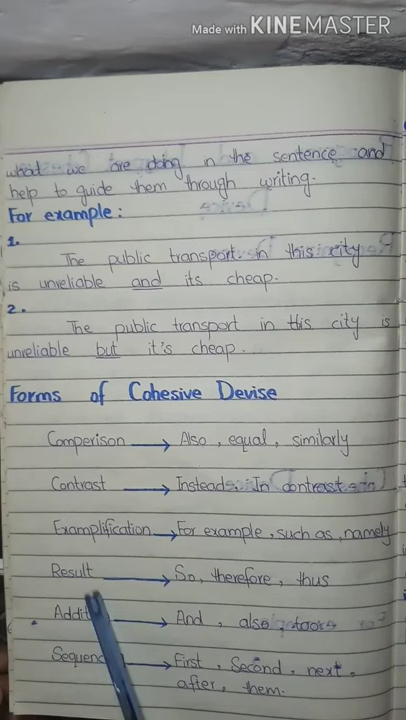 Made with KINEMASTER
what we are doing in the sentence and
help to guide them through writing.
For example:
1.
The public transport in this city
is unreliable and its cheap.
2.
The public transport in this city is
unreliable but it's cheap.
Forms of Cohesive Devise
Comperison → Also, equal, similarly
Contrast → Instead, In contrast
Examplification → For example, such as, namely
Result → So, therefore, thus
→ And, also, too
→ First, Second, next,
after, them.